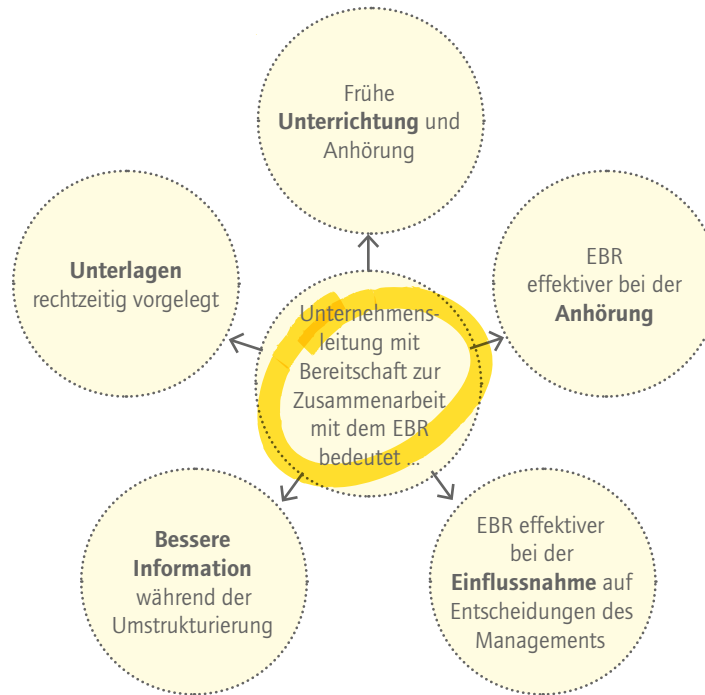 Frühe
Unterrichtung und
Anhörung
Unterlagen
rechtzeitig vorgelegt
EBR
effektiver bei der
Anhörung
Unternehmens-
leitung mit
Bereitschaft zur
Zusammenarbeit
mit dem EBR
bedeutet ...
Bessere
Information
während der
Umstrukturierung
EBR effektiver
bei der
Einflussnahme auf
Entscheidungen des
Managements